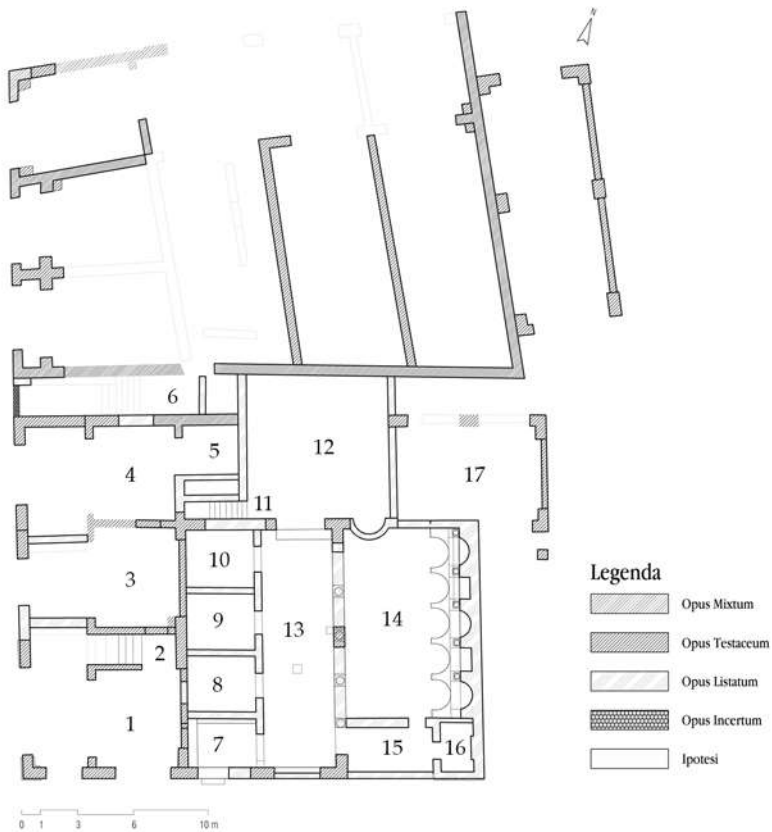 N
6
5
12
4
17
11
10
3
9
13
14
2
8
1
7
15
16
Legenda
Opus Mixtum
Opus Testaceum
Opus Listatum
Opus Incertum
Ipotesi
0 1 3 6 10 m